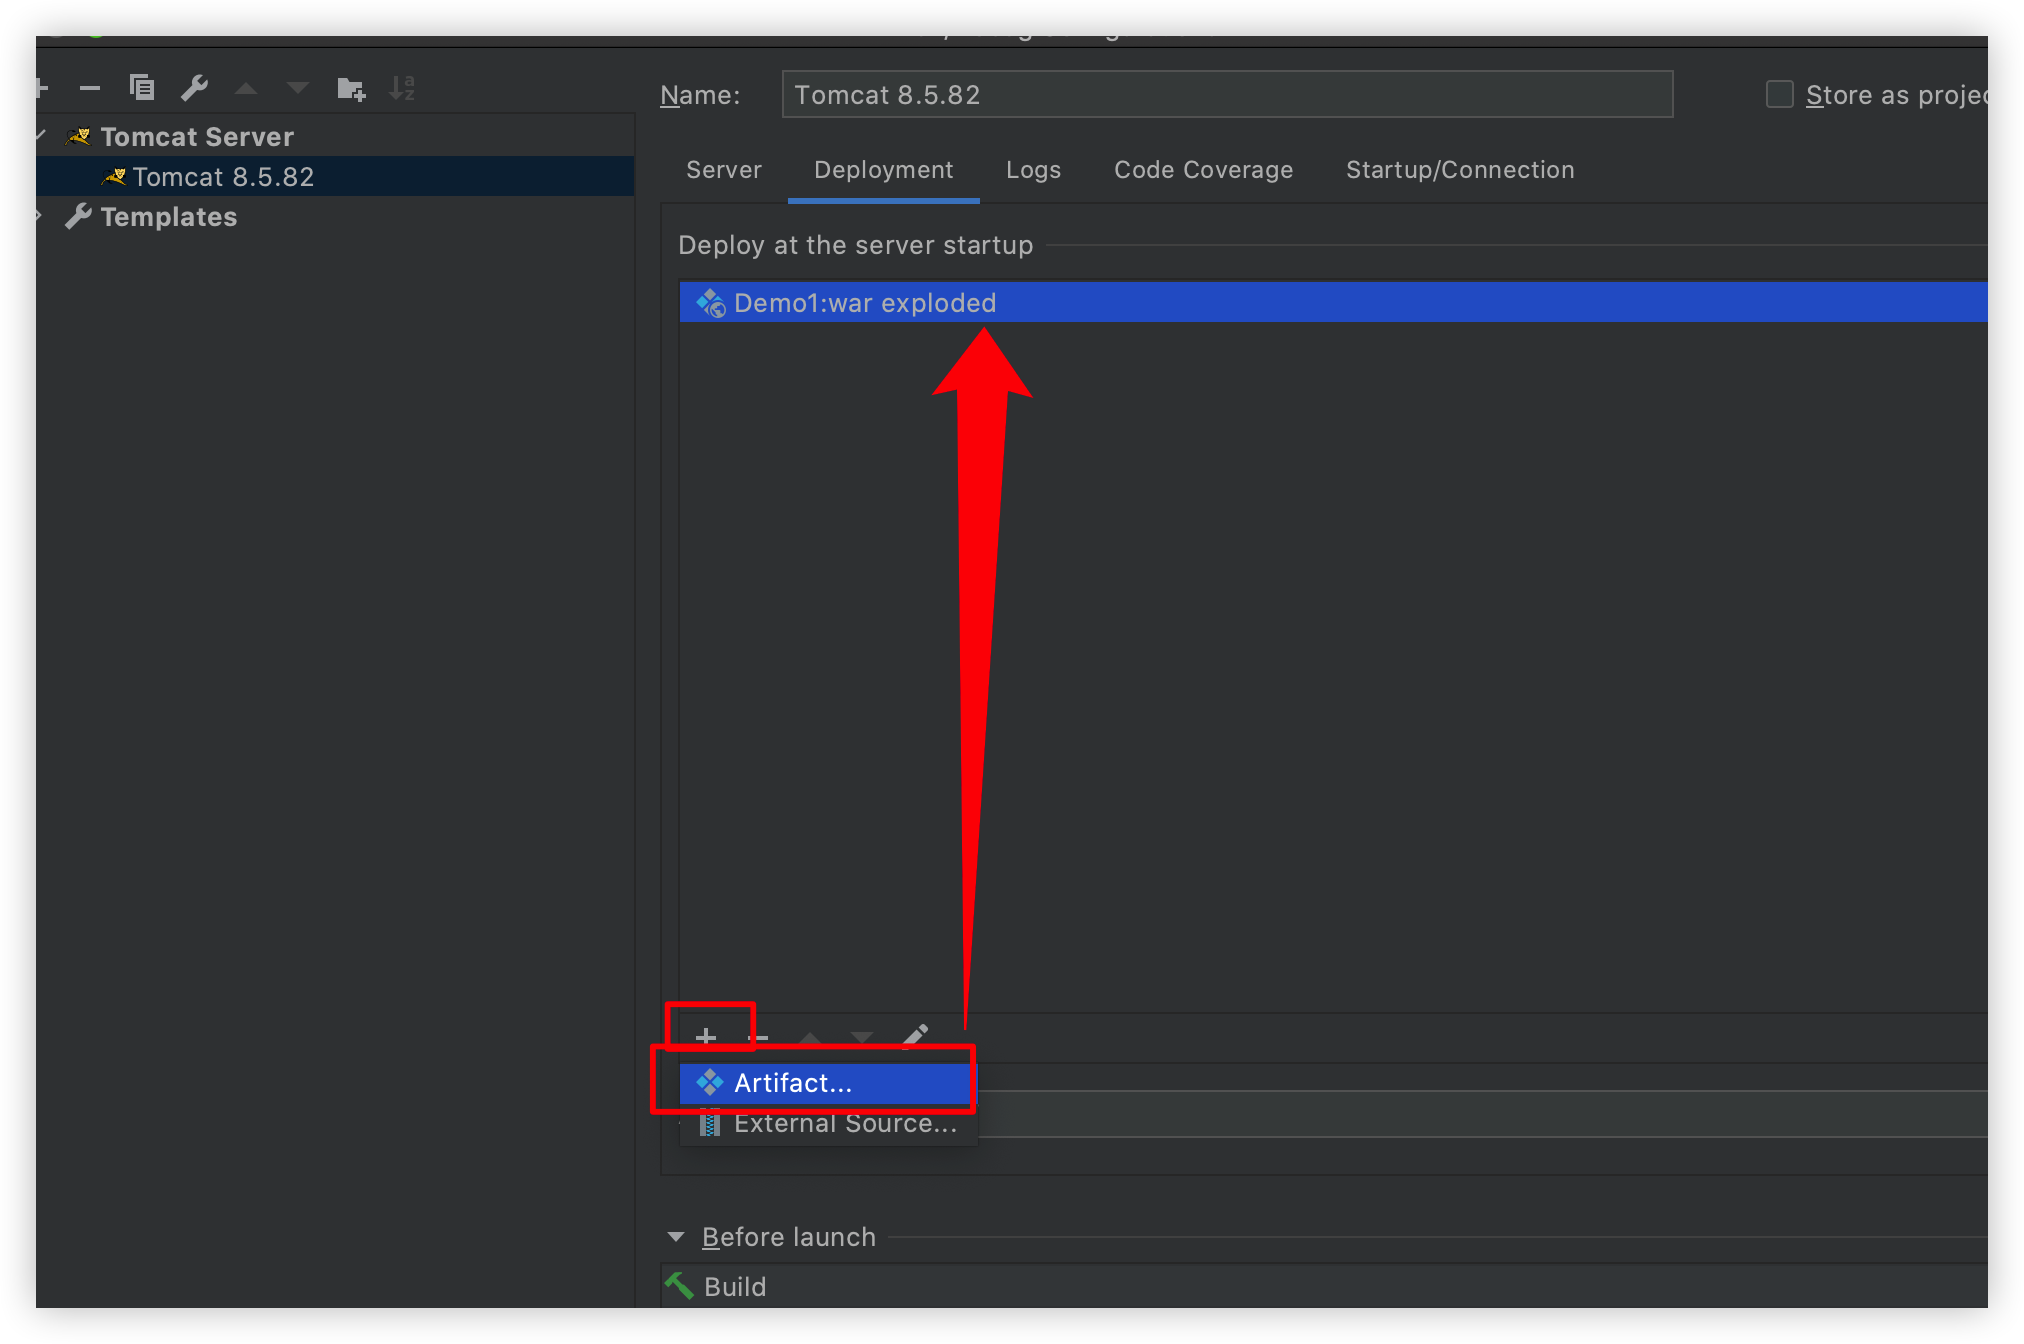 Name: Tomcat 8.5.82 Store as projec
Tomcat Server
Tomcat 8.5.82
Templates
Server Deployment Logs Code Coverage Startup/Connection
Deploy at the server startup
Demo1:war exploded
Artifact...
External Source...
Before launch
Build